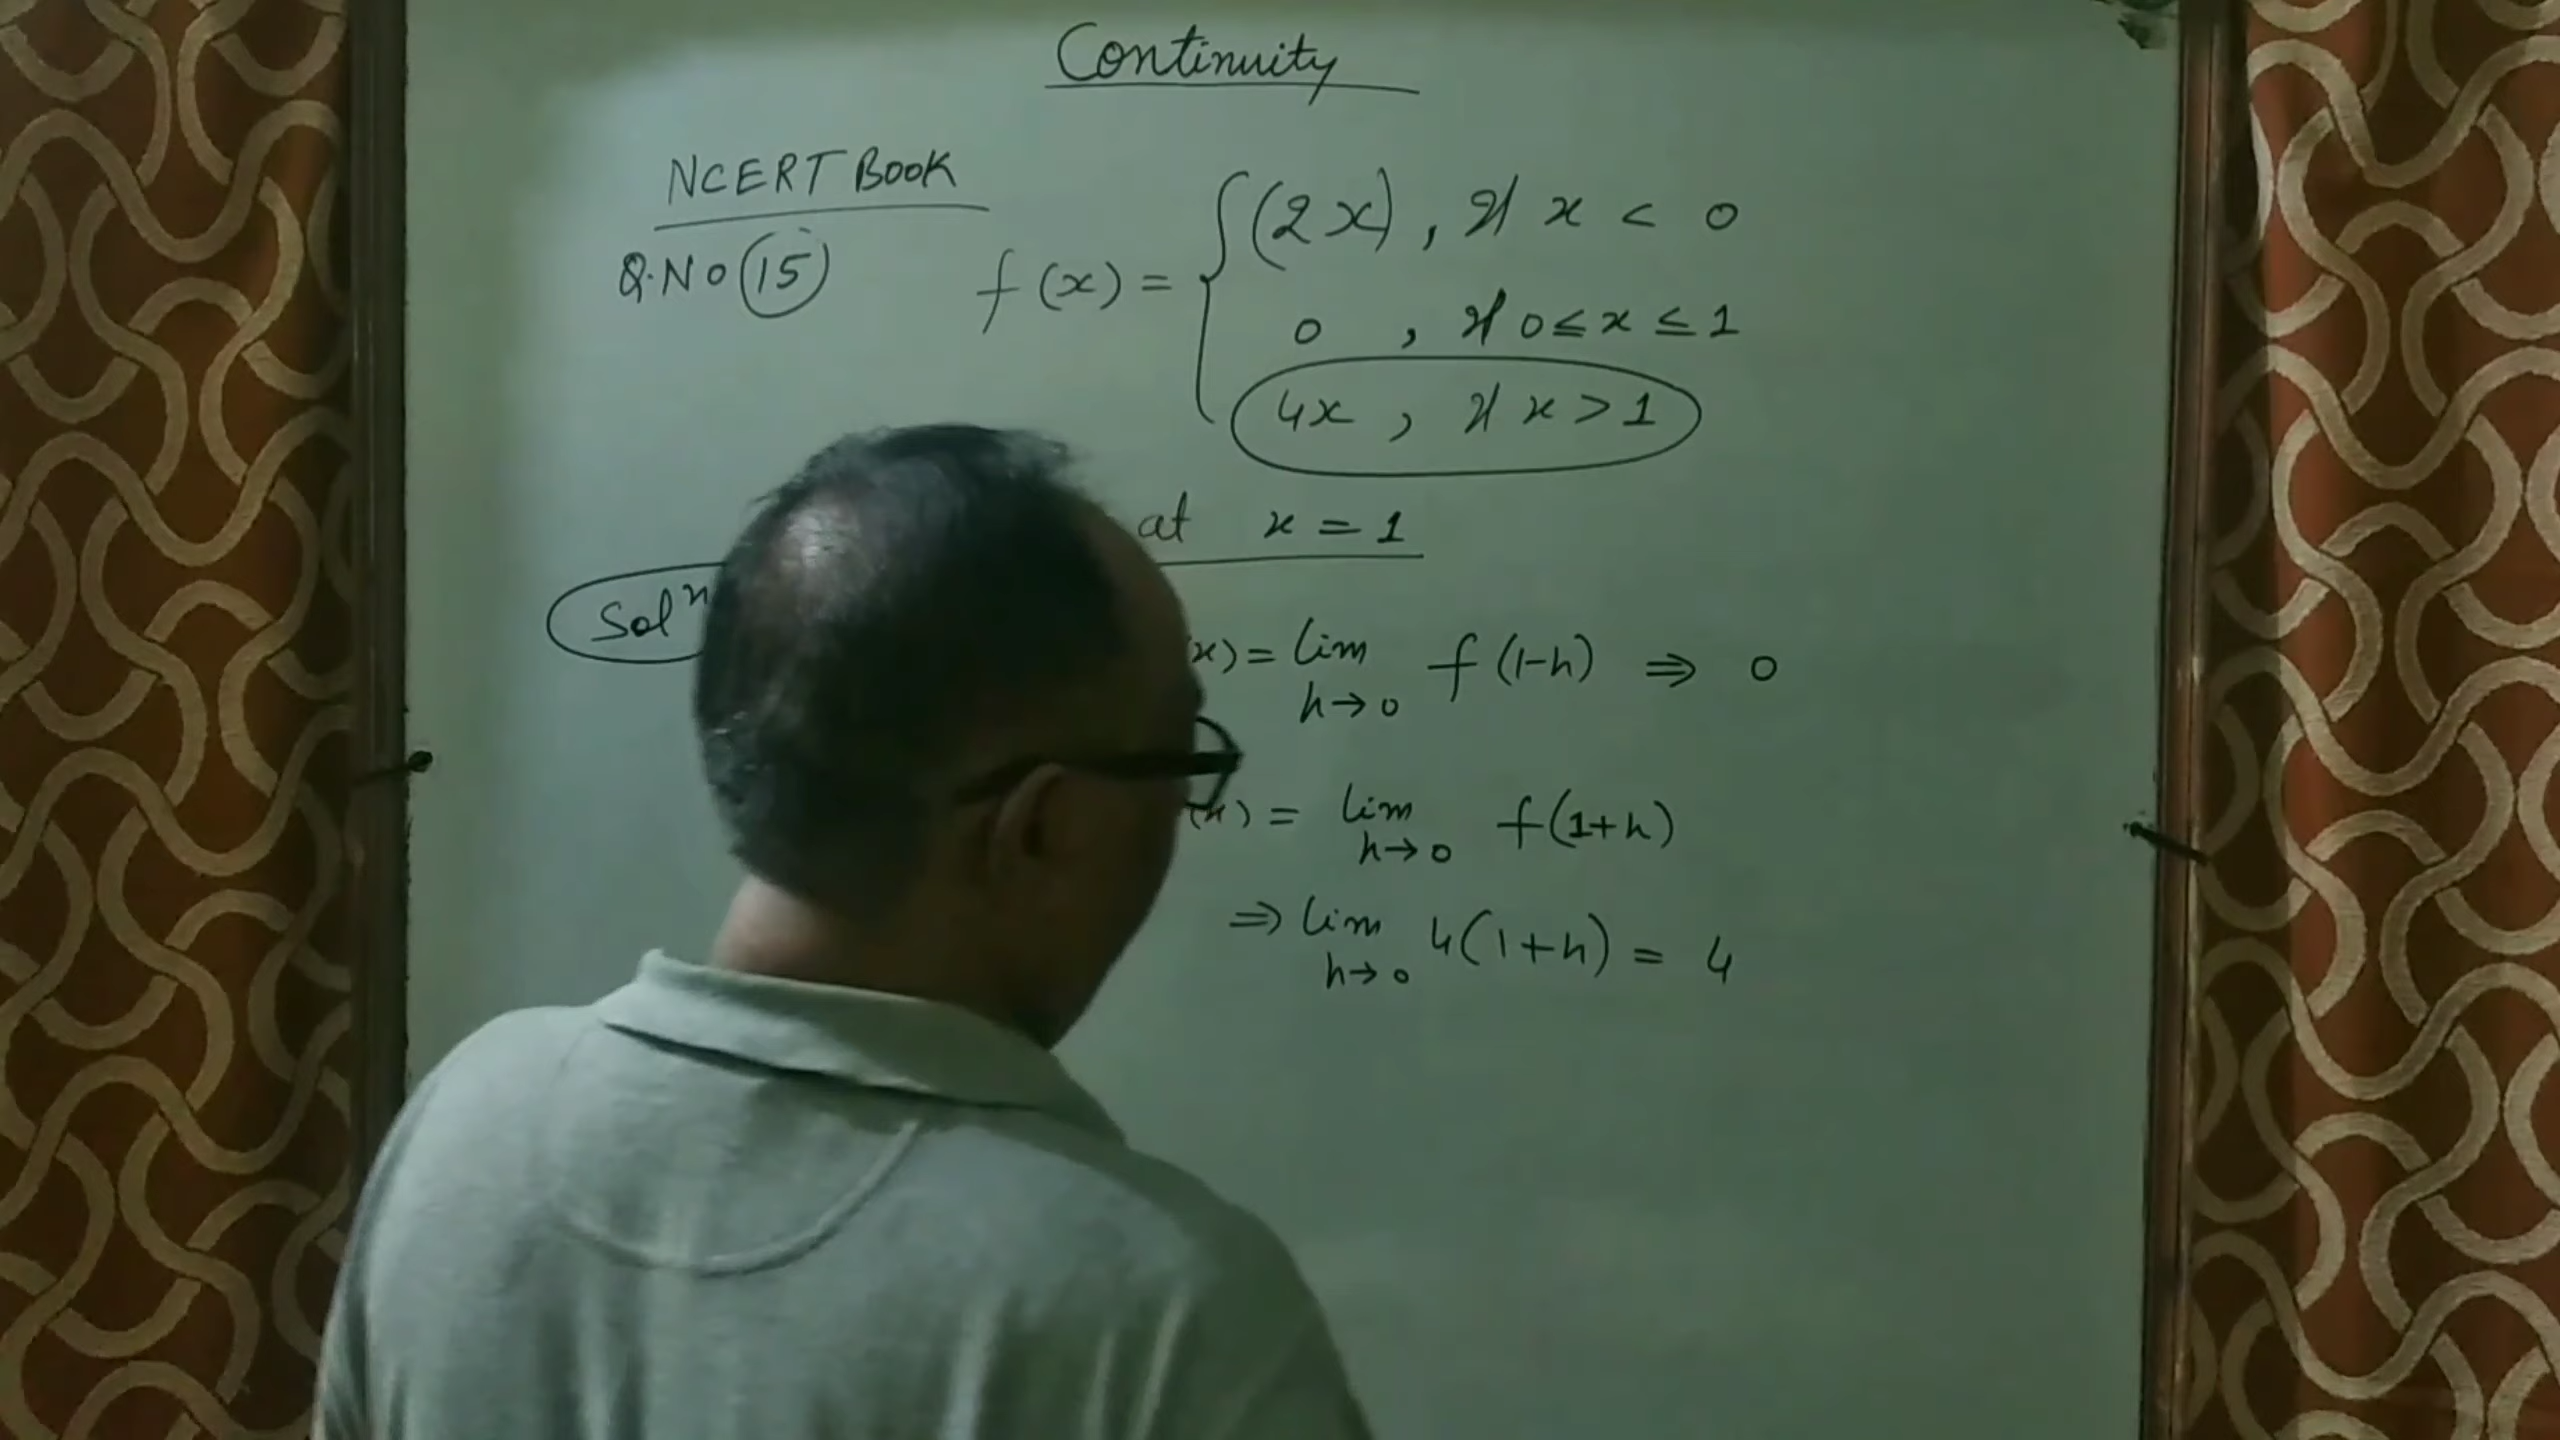 Continuity
NCERT BOOK
Q.No 15
f(x) =
(2x), if x < 0
0, if 0 ≤ x ≤ 1
4x, if x > 1
at x = 1
Solⁿ
x) = lim f(1-h) ⇒ 0
h→0
(x) = lim f(1+h)
h→0
⇒ lim 4(1+h) = 4
h→0